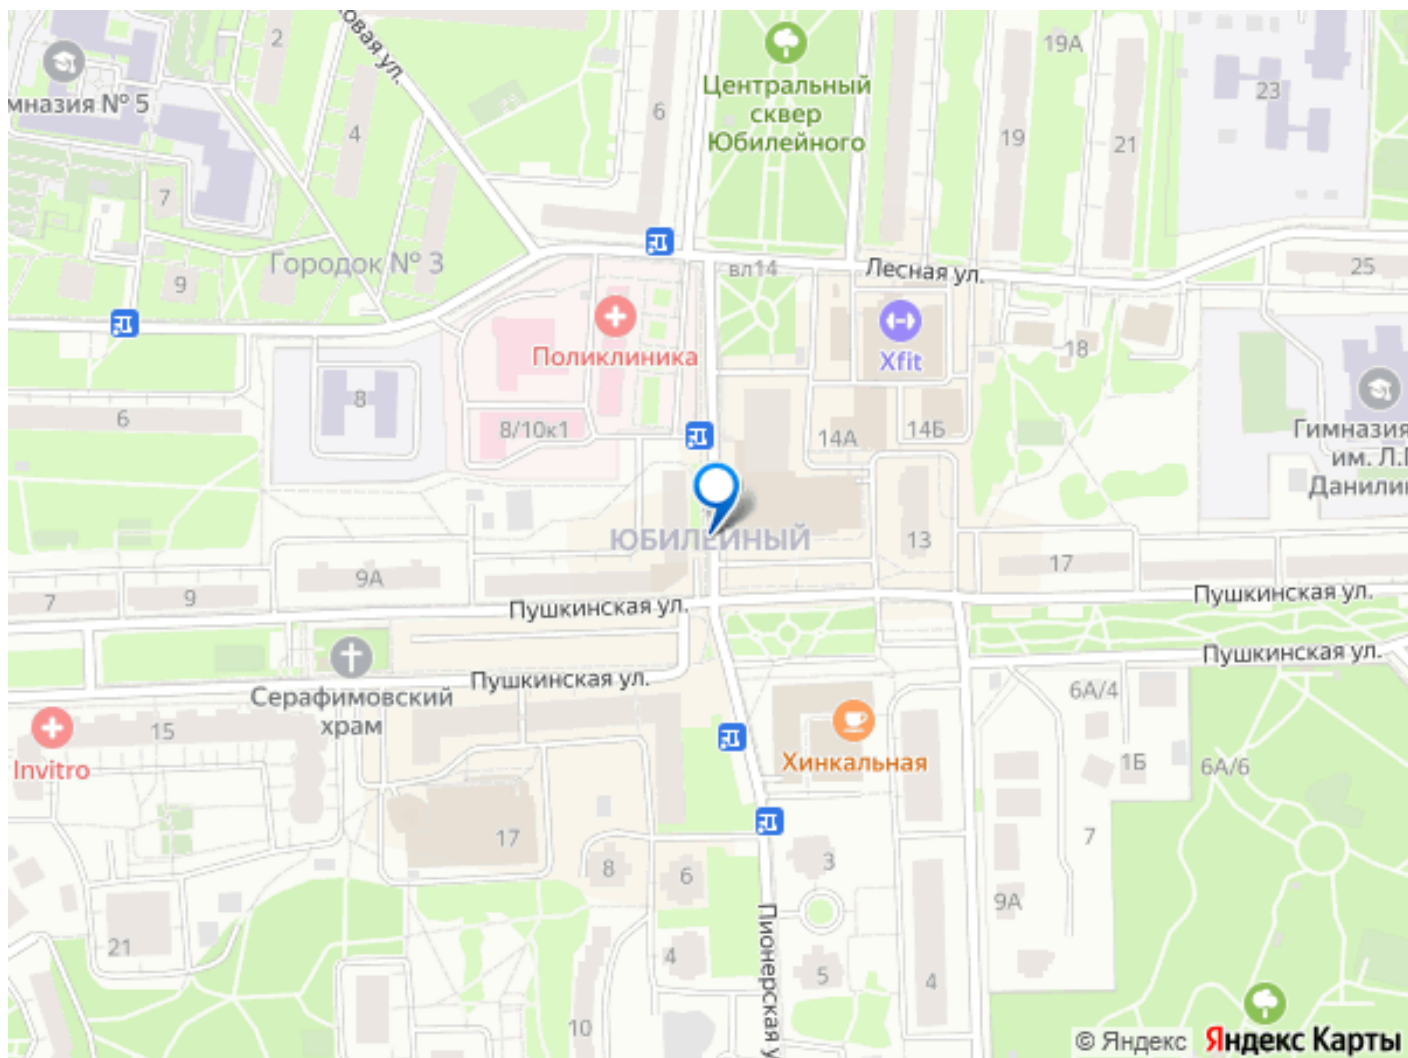 2
6
19А
23
мназия № 5
4
Центральный
сквер
Юбилейного
19
21
7
9
Городок № 3
вл14
Лесная ул.
25
Поликлиника
Xfit
18
6
8
8/10к1
14А
14Б
Гимназия
им. Л.
Данили
ЮБИЛЕЙНЫЙ
13
17
7
9
9А
Пушкинская ул.
Пушкинская ул.
Пушкинская ул.
Пушкинская ул.
Серафимовский
храм
15
Invitro
Хинкальная
6А/4
1Б
6А/6
17
8
6
3
7
9А
21
4
5
4
10
Пионерская у
© Яндекс Яндекс Карты